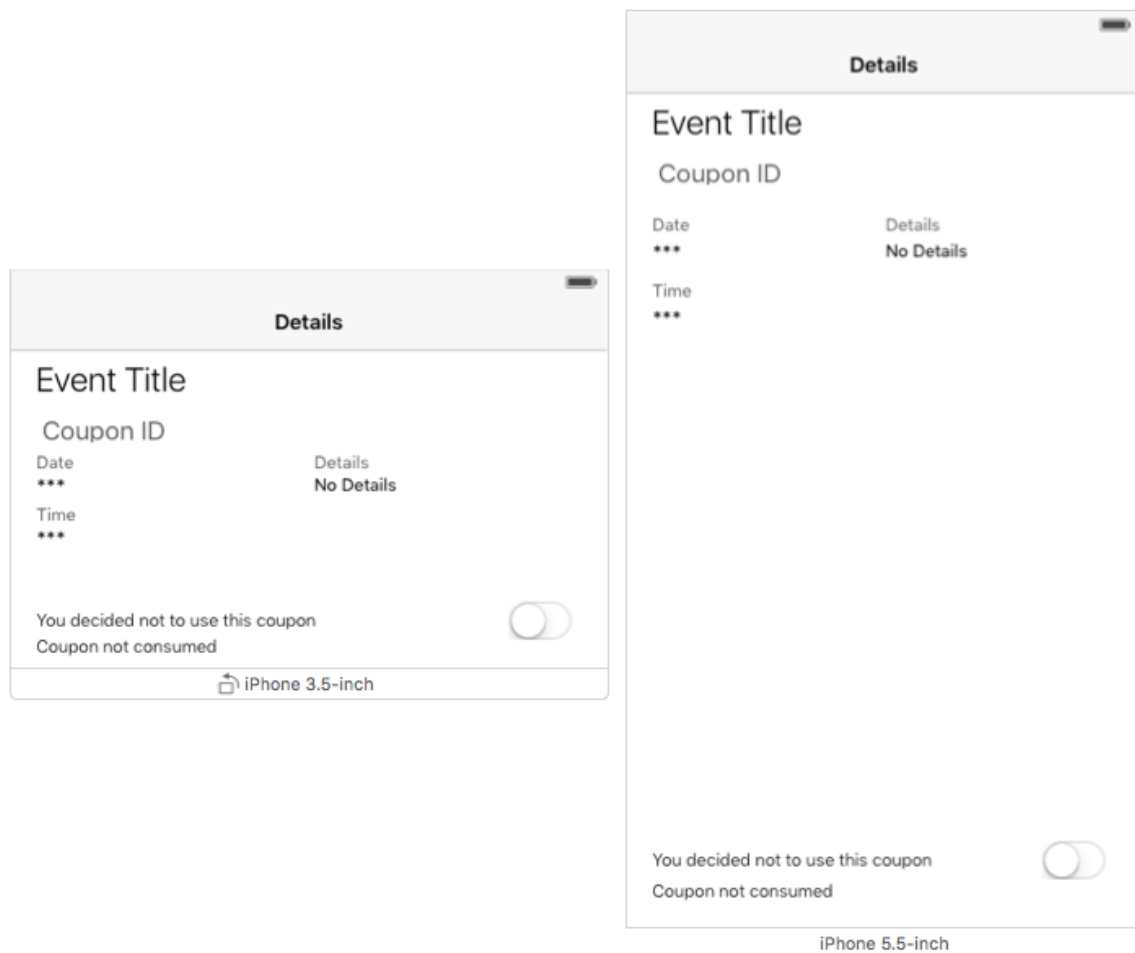 Details
Event Title
Coupon ID
Date
Details
***
No Details
Time
***
You decided not to use this coupon
Coupon not consumed
iPhone 3.5-inch
Details
Event Title
Coupon ID
Date
Details
***
No Details
Time
***
You decided not to use this coupon
Coupon not consumed
iPhone 5.5-inch